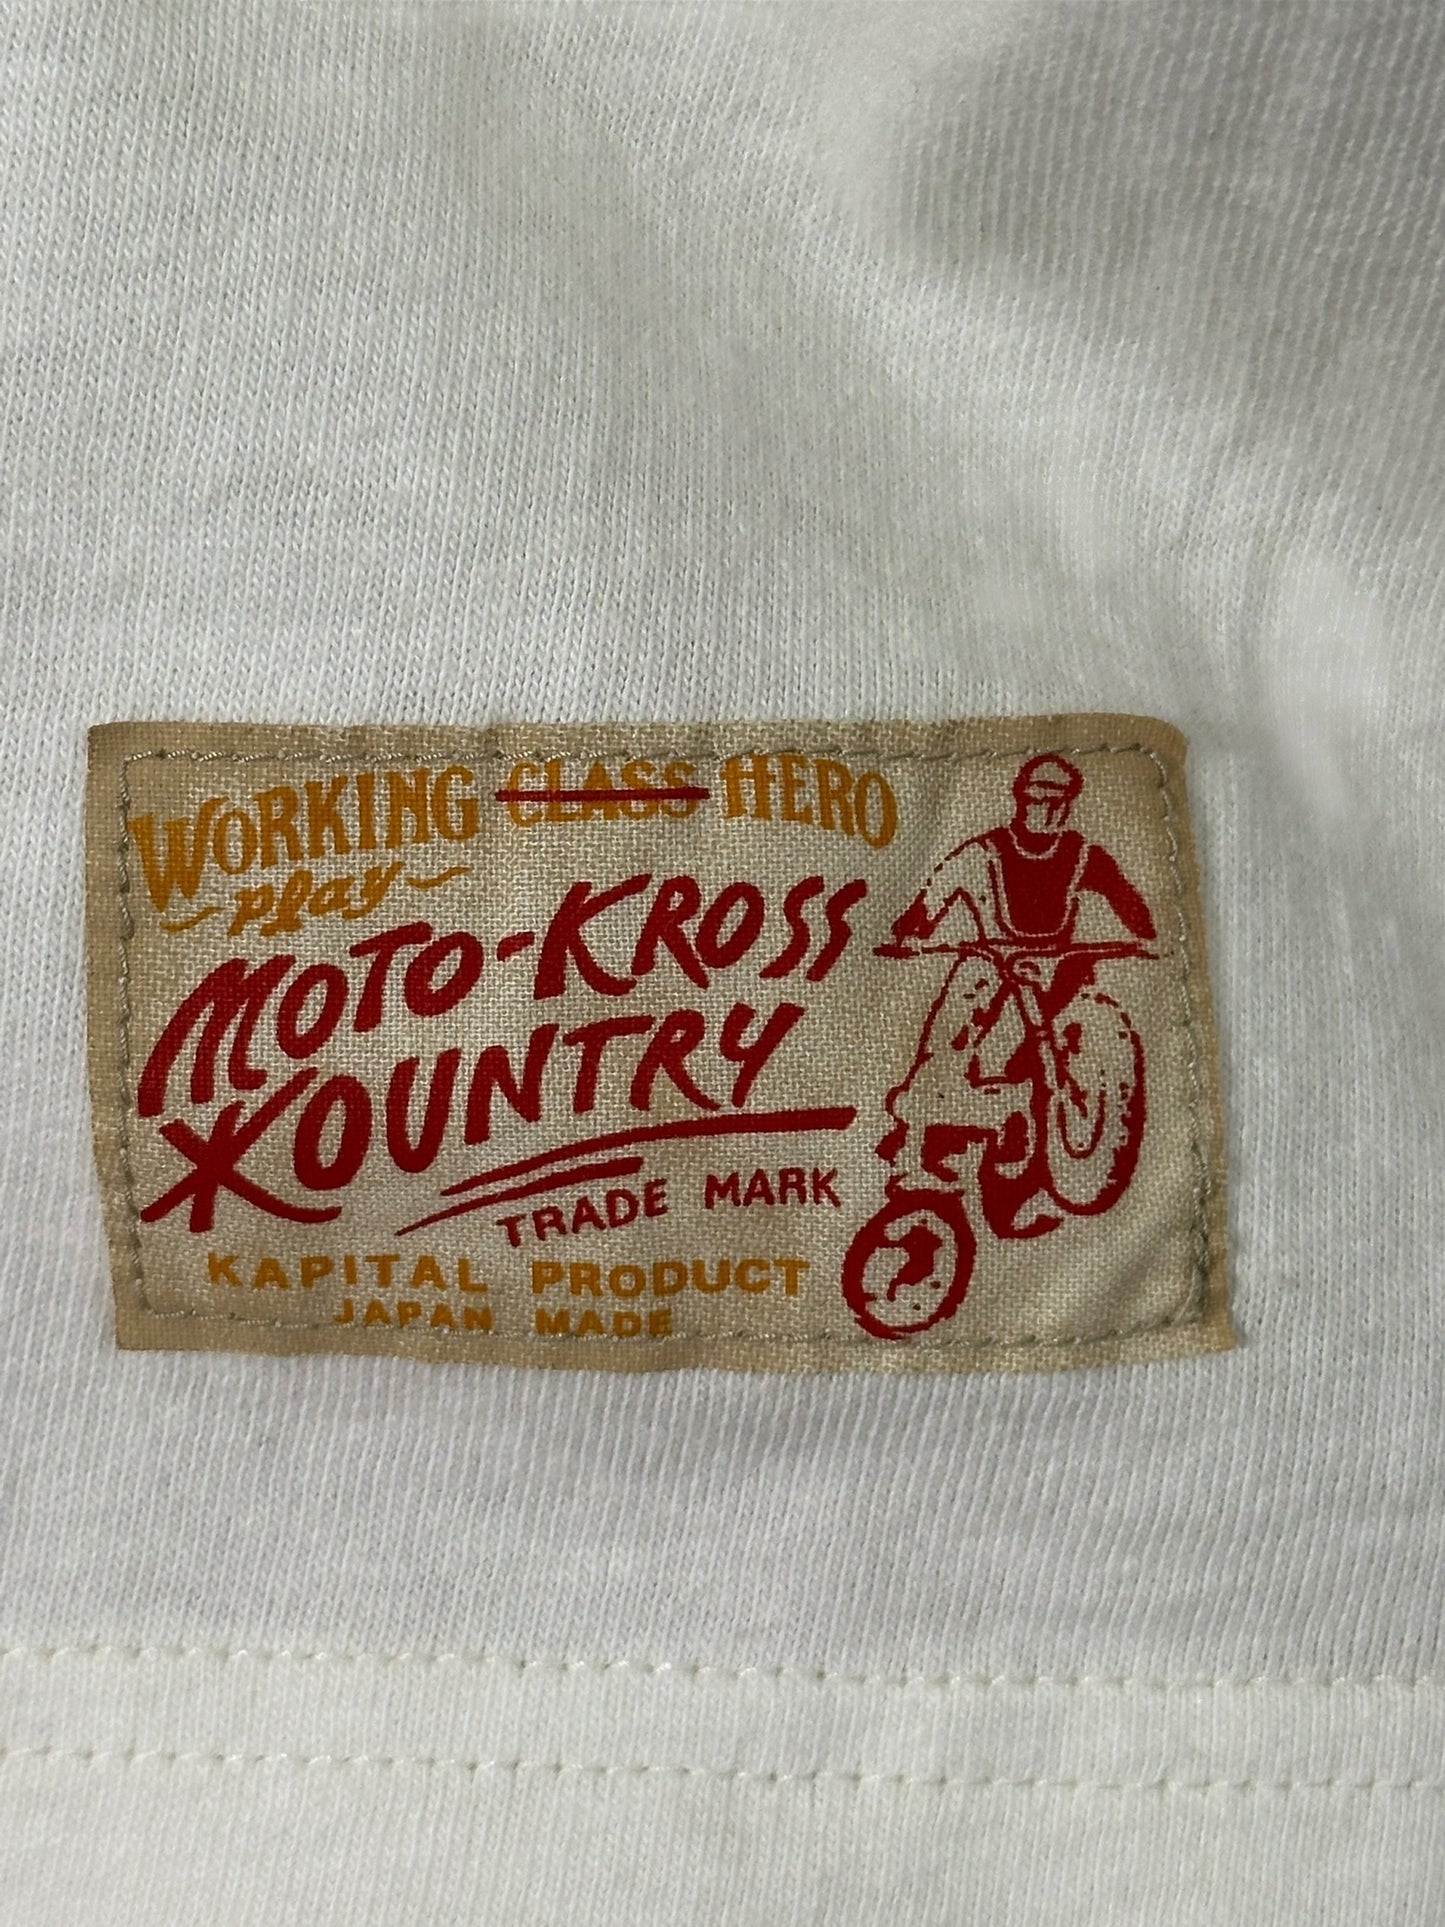 WORKING CLASS HERO
play
MOTO-KROSS
KOUNTRY
TRADE MARK
KAPITAL PRODUCT
JAPAN MADE